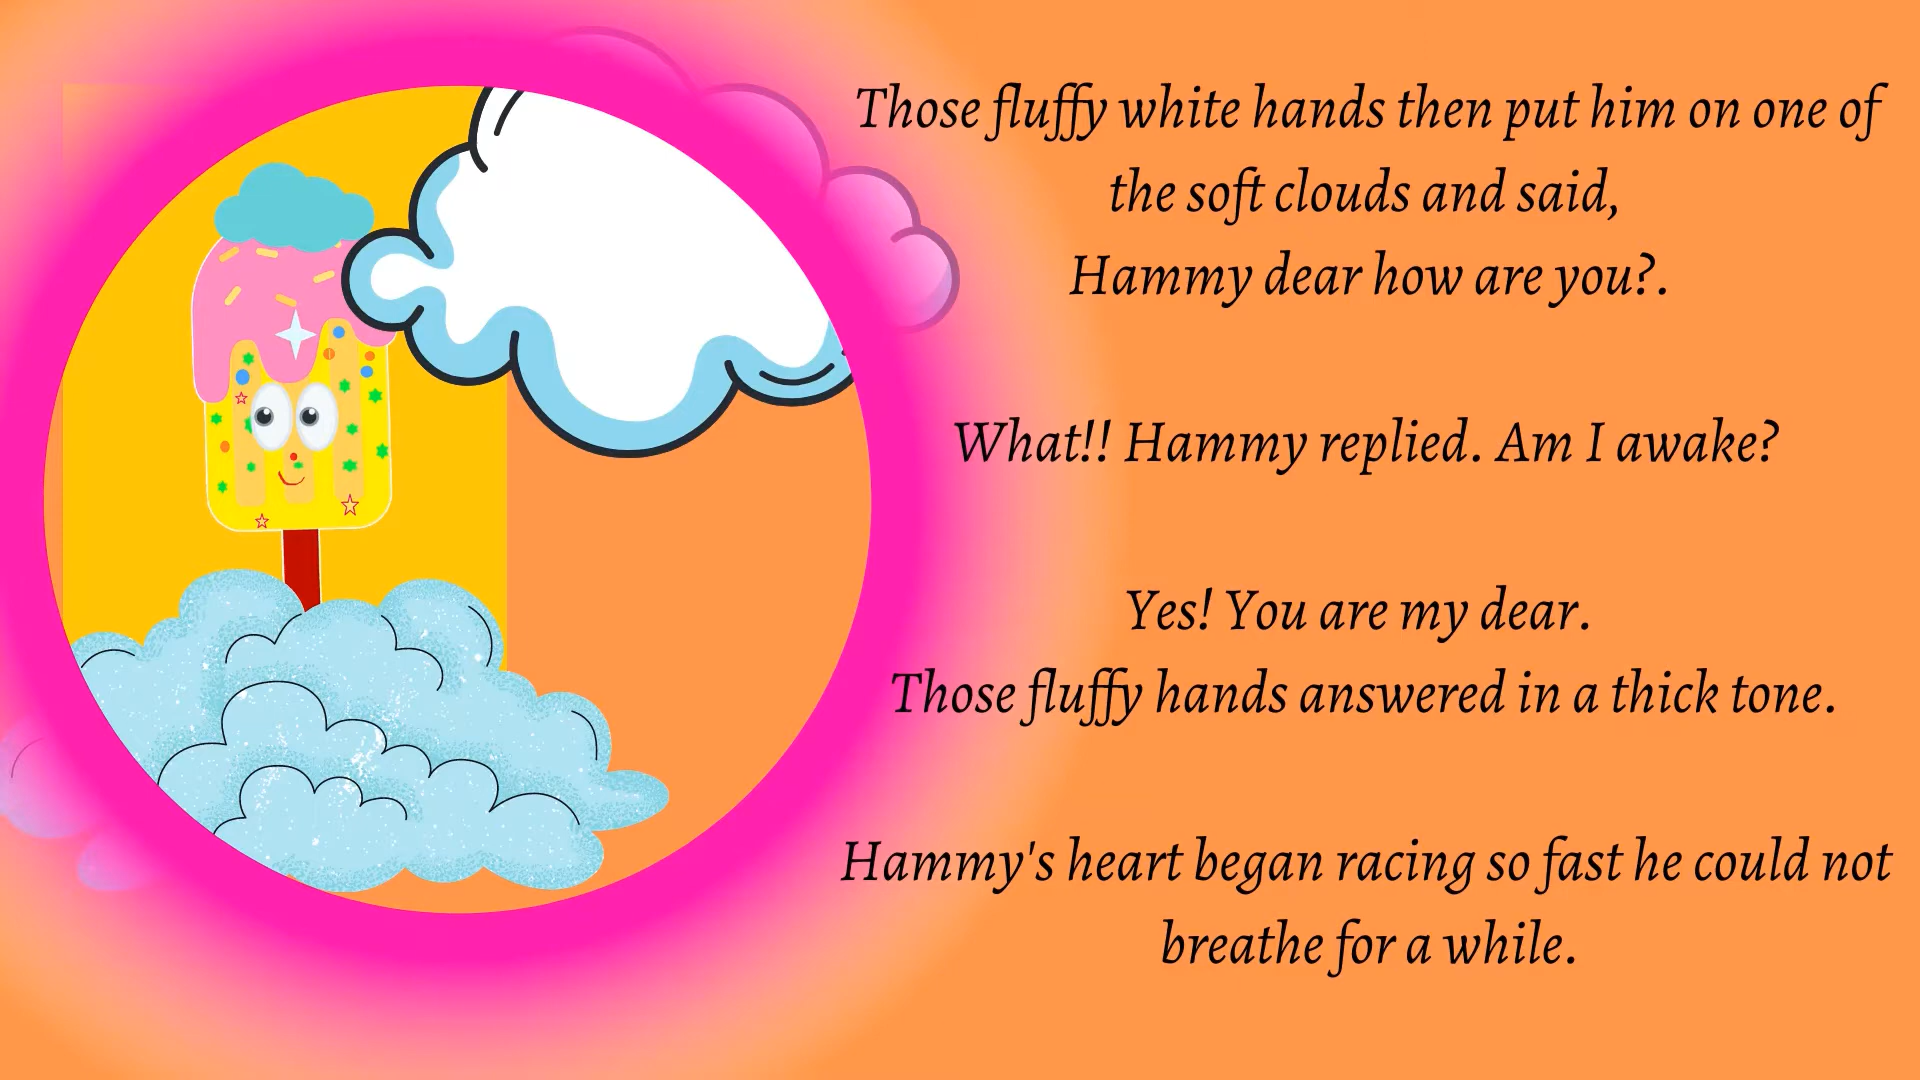 Those fluffy white hands then put him on one of
the soft clouds and said,
Hammy dear how are you?.
What!! Hammy replied. Am I awake?
Yes! You are my dear.
Those fluffy hands answered in a thick tone.
Hammy's heart began racing so fast he could not
breathe for a while.